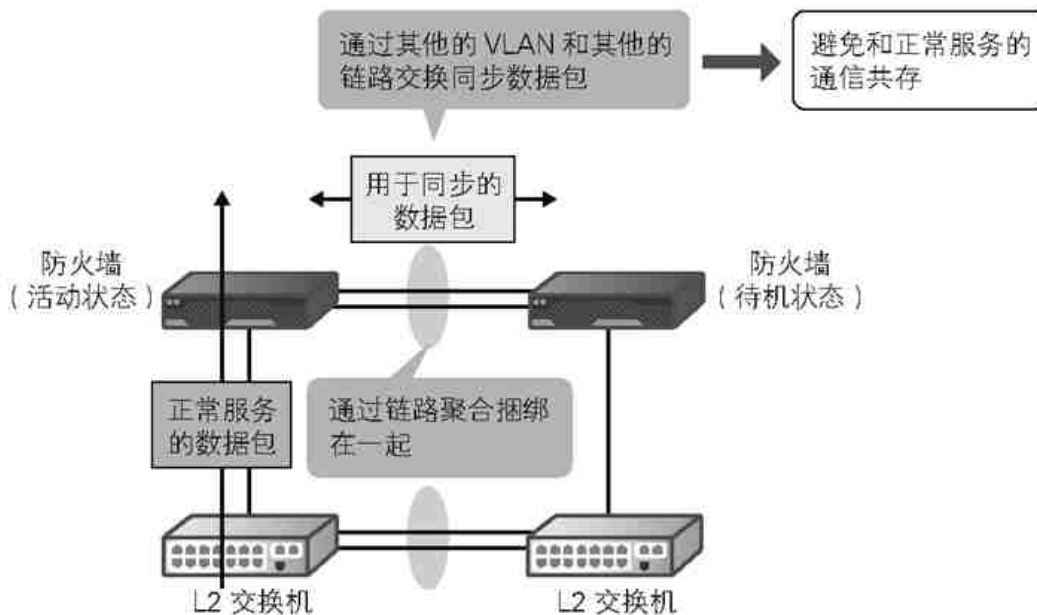 通过其他的 VLAN 和其他的
链路交换同步数据包
避免和正常服务的
通信共存
用于同步的
数据包
防火墙
（活动状态）
防火墙
（待机状态）
正常服务
的数据包
通过链路聚合捆绑
在一起
L2 交换机
L2 交换机